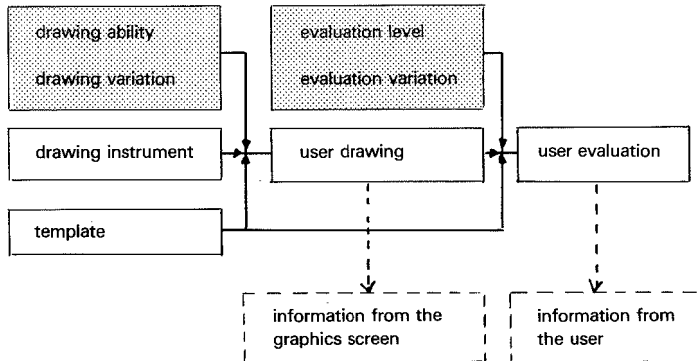 drawing ability
drawing variation
evaluation level
evaluation variation
drawing instrument
user drawing
user evaluation
template
information from the
graphics screen
information from
the user